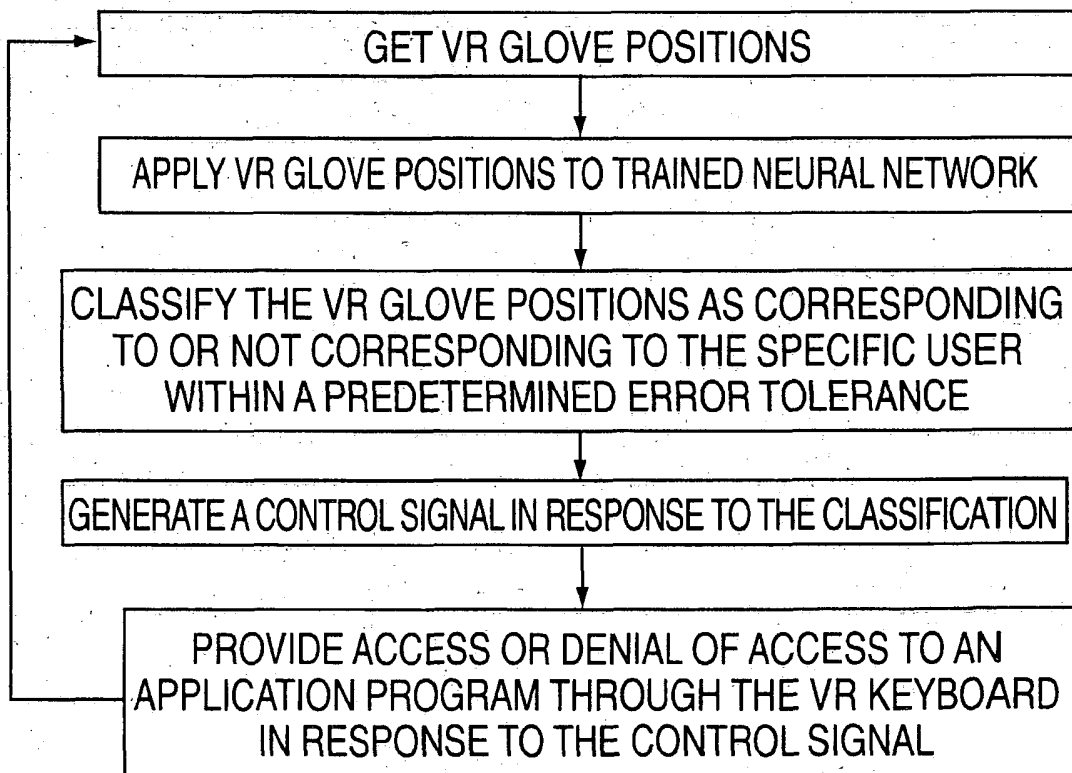 GET VR GLOVE POSITIONS
APPLY VR GLOVE POSITIONS TO TRAINED NEURAL NETWORK
CLASSIFY THE VR GLOVE POSITIONS AS CORRESPONDING
TO OR NOT CORRESPONDING TO THE SPECIFIC USER
WITHIN A PREDETERMINED ERROR TOLERANCE
GENERATE A CONTROL SIGNAL IN RESPONSE TO THE CLASSIFICATION
PROVIDE ACCESS OR DENIAL OF ACCESS TO AN
APPLICATION PROGRAM THROUGH THE VR KEYBOARD
IN RESPONSE TO THE CONTROL SIGNAL